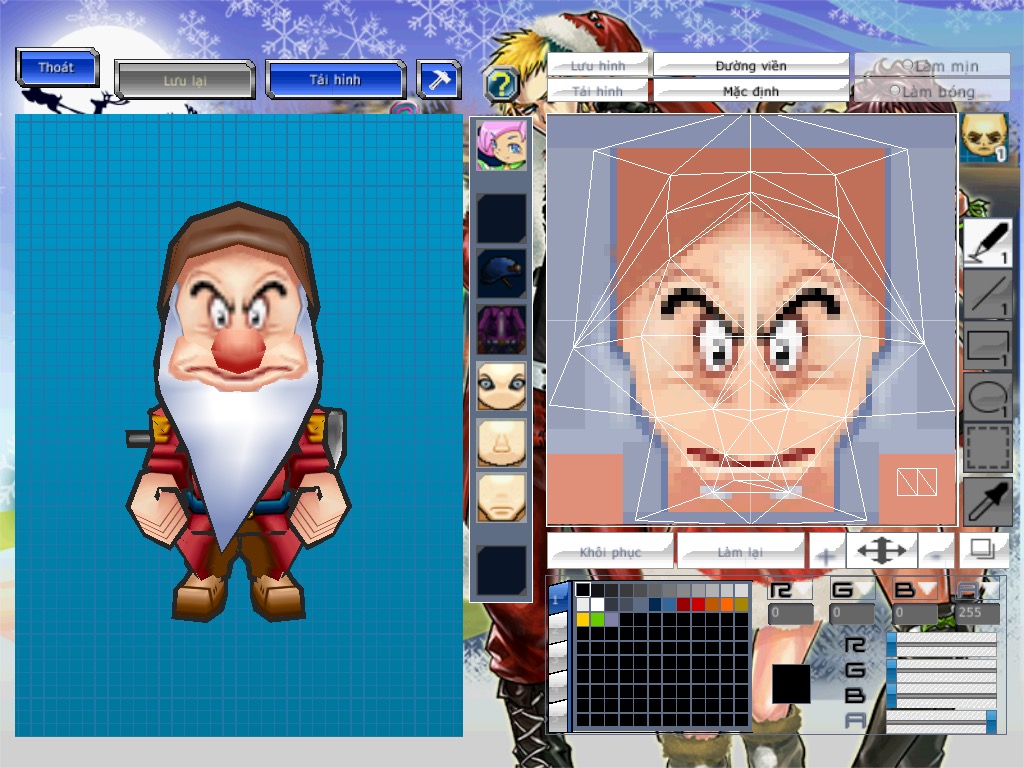 Thoát
Lưu lại
Tải hình
?
Lưu hình
Đường viền
Làm mịn
Tải hình
Mặc định
Làm bóng
1
1
1
1
1
Khôi phục
Làm lại
+
-
1
R G B A
0 0 0 255
R
G
B
A